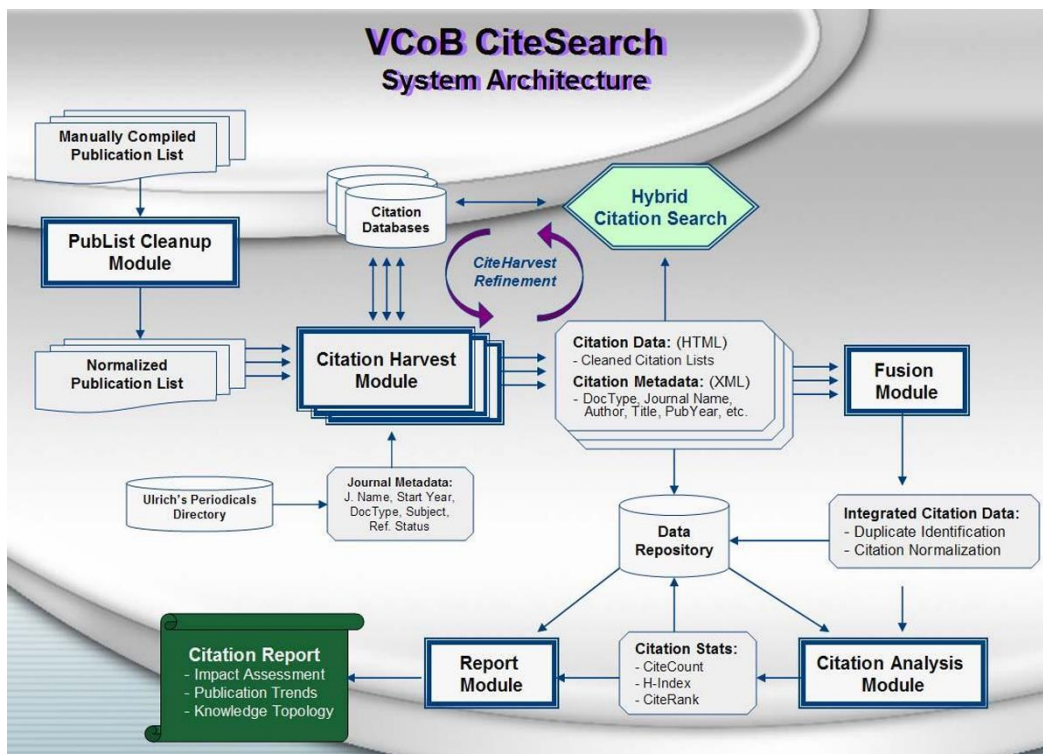 VCoB CiteSearch
System Architecture
Manually Compiled
Publication List
PubList Cleanup
Module
Normalized
Publication List
Citation
Databases
Hybrid
Citation Search
CiteHarvest
Refinement
Citation Harvest
Module
Citation Data: (HTML)
- Cleaned Citation Lists
Citation Metadata: (XML)
- DocType, Journal Name,
Author, Title, PubYear, etc.
Fusion
Module
Ulrich's Periodicals
Directory
Journal Metadata:
J. Name, Start Year,
DocType, Subject,
Ref. Status
Data
Repository
Integrated Citation Data:
- Duplicate Identification
- Citation Normalization
Citation Report
- Impact Assessment
- Publication Trends
- Knowledge Topology
Report
Module
Citation Stats:
- CiteCount
- H-Index
- CiteRank
Citation Analysis
Module